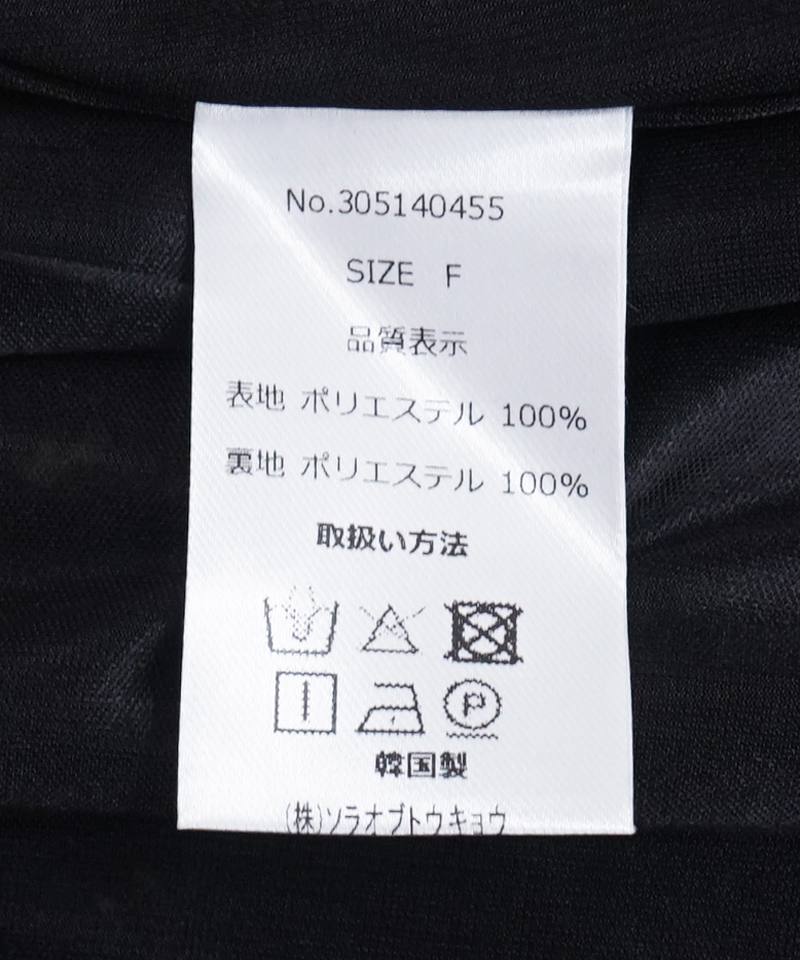 No.305140455
SIZE F
品質表示
表地 ポリエステル 100%
裏地 ポリエステル 100%
取扱い方法
P
韓国製
(株)ソラオブトウキョウ